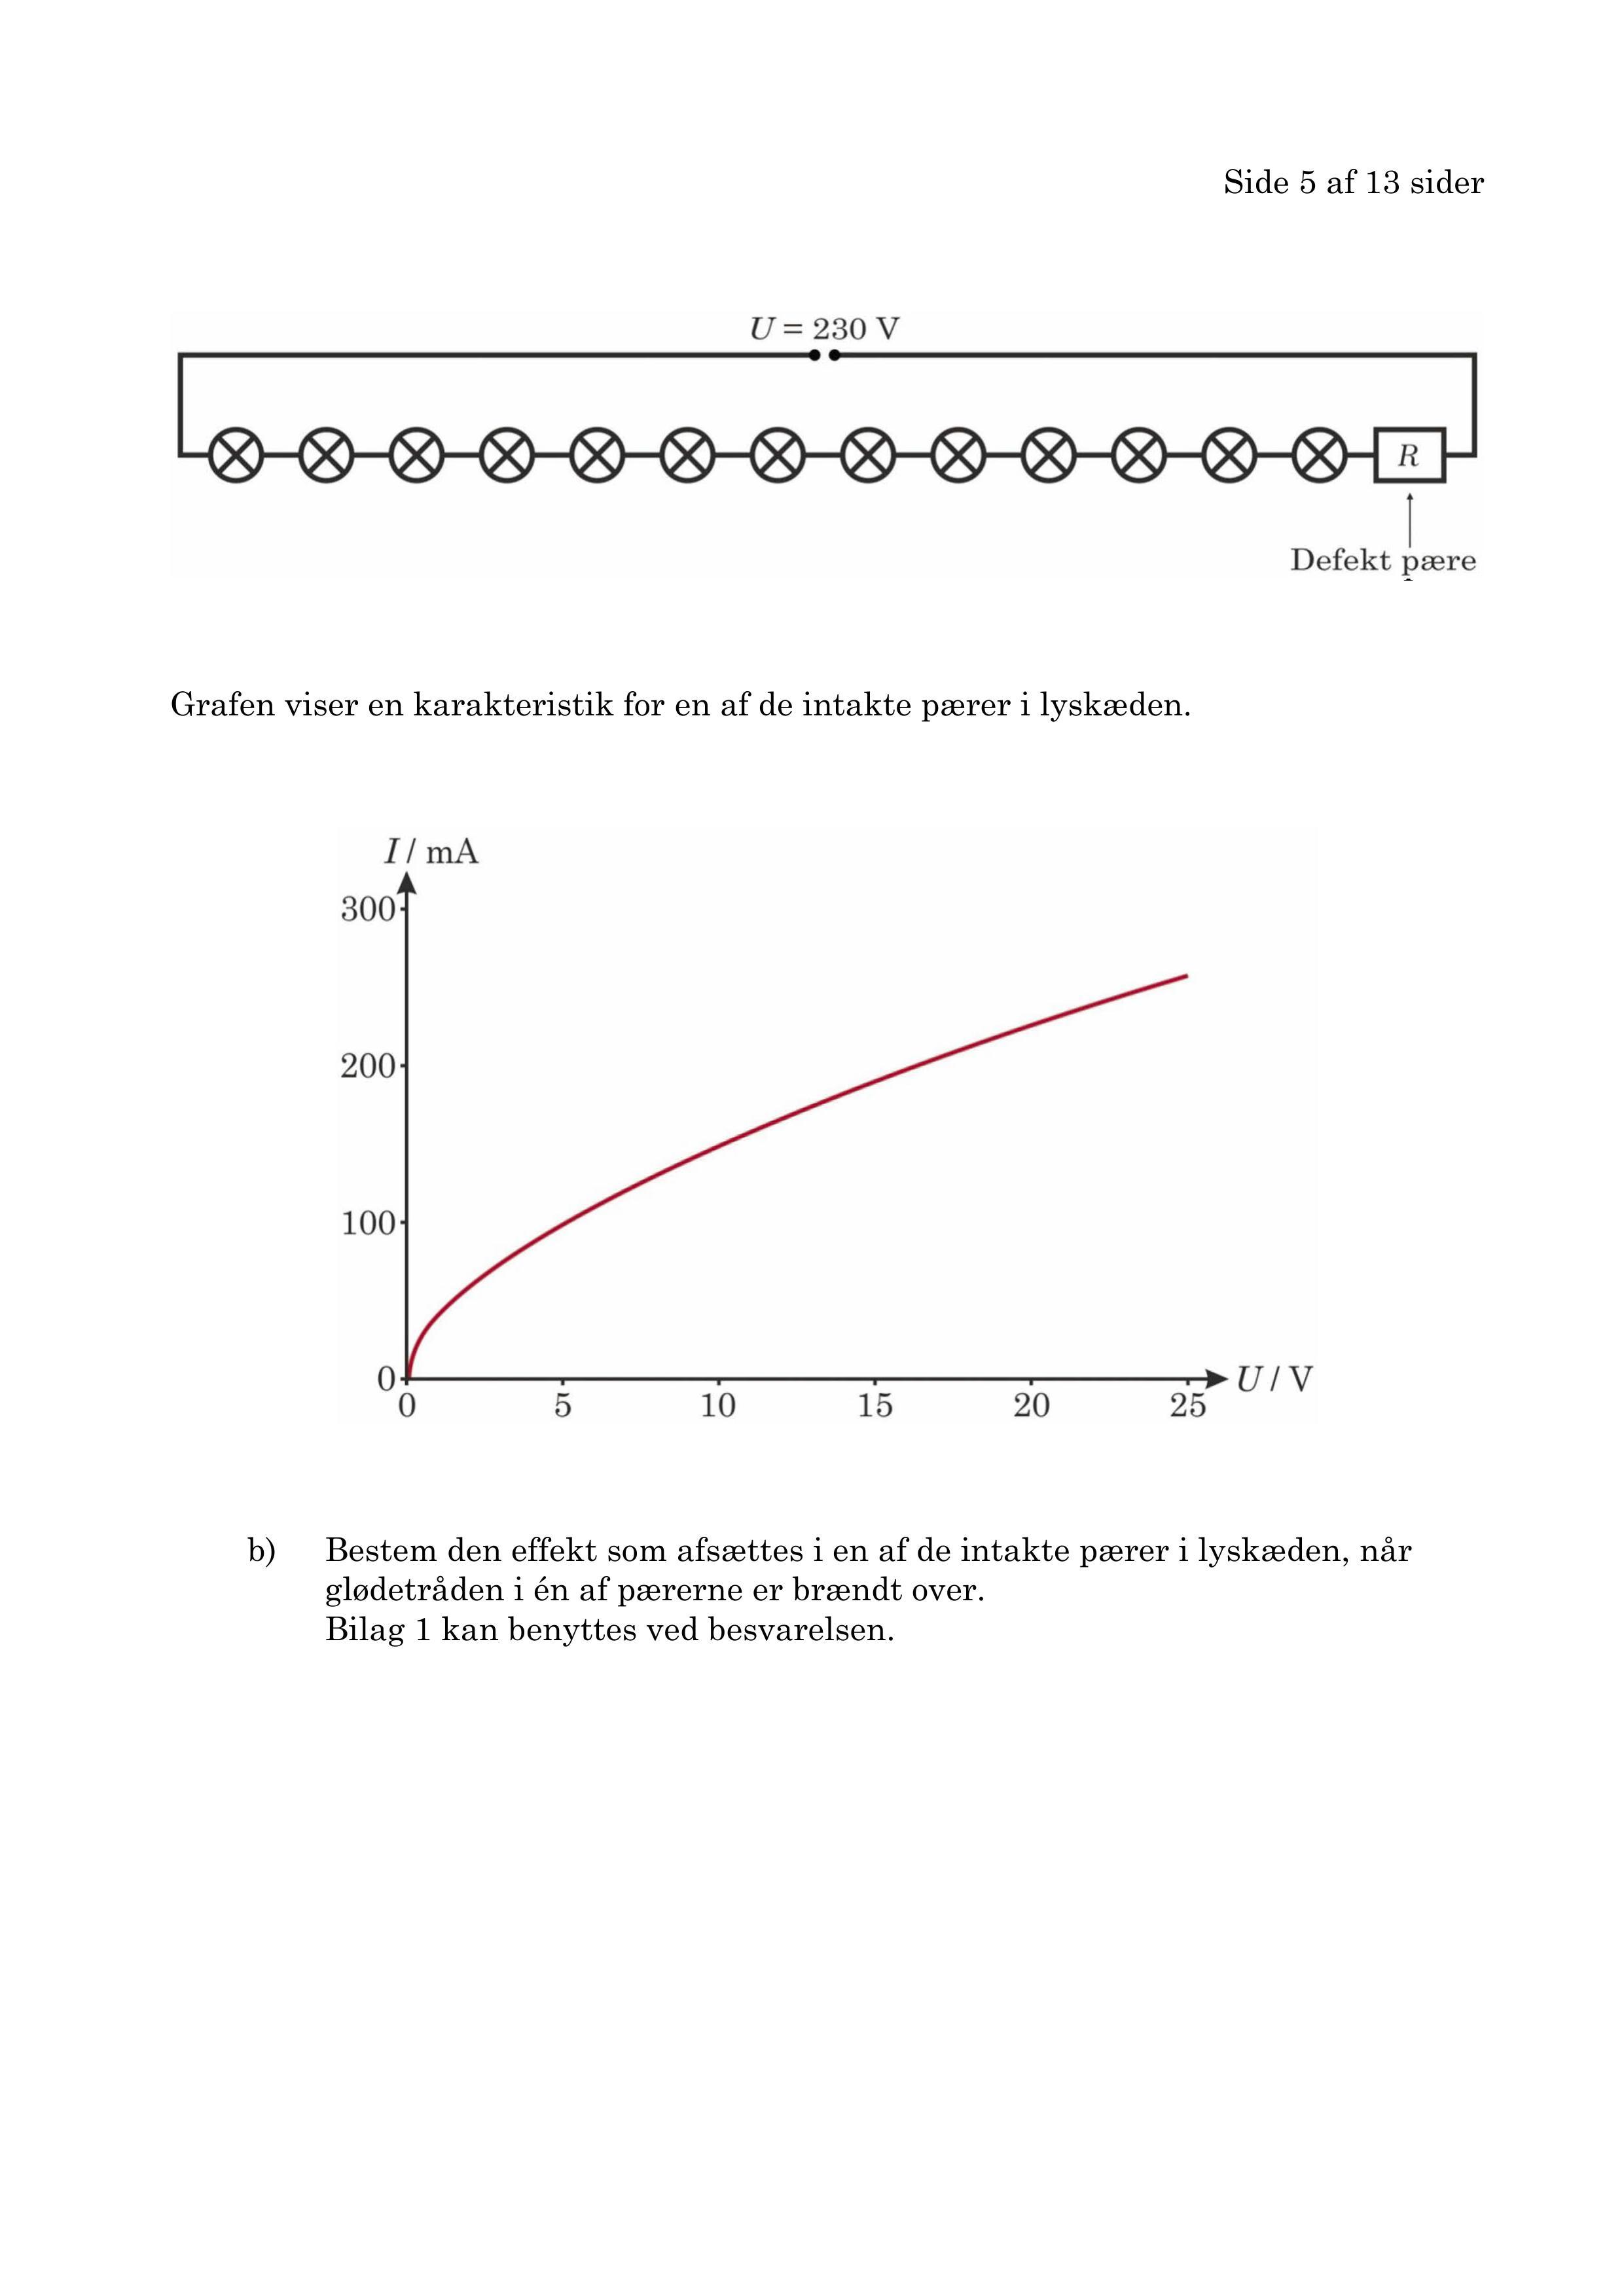 Side 5 af 13 sider
U = 230 V
R
Defekt pære
Grafen viser en karakteristik for en af de intakte pærer i lyskæden.
I / mA
300
200
100
0
0 5 10 15 20 25
U / V
b) Bestem den effekt som afsættes i en af de intakte pærer i lyskæden, når
glødetråden i én af pærerne er brændt over.
Bilag 1 kan benyttes ved besvarelsen.